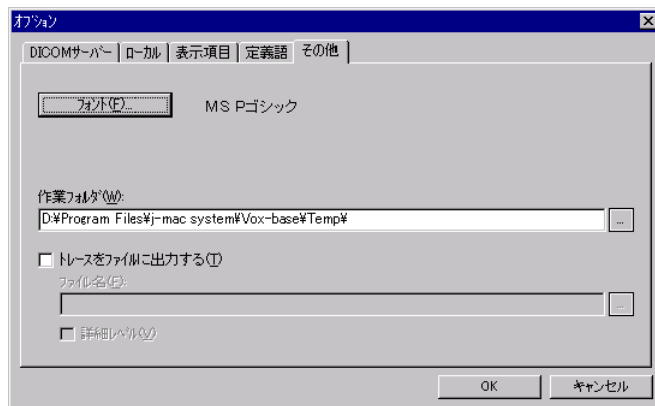 オプション
DICOMサーバー ローカル 表示項目 定義語 その他
フォント(F)... MS Pゴシック
作業フォルダ(W):
D:¥Program Files¥j-mac system¥Vox-base¥Temp¥ ...
トレースをファイルに出力する(T)
ファイル名(F):
...
詳細レベル(V)
OK キャンセル